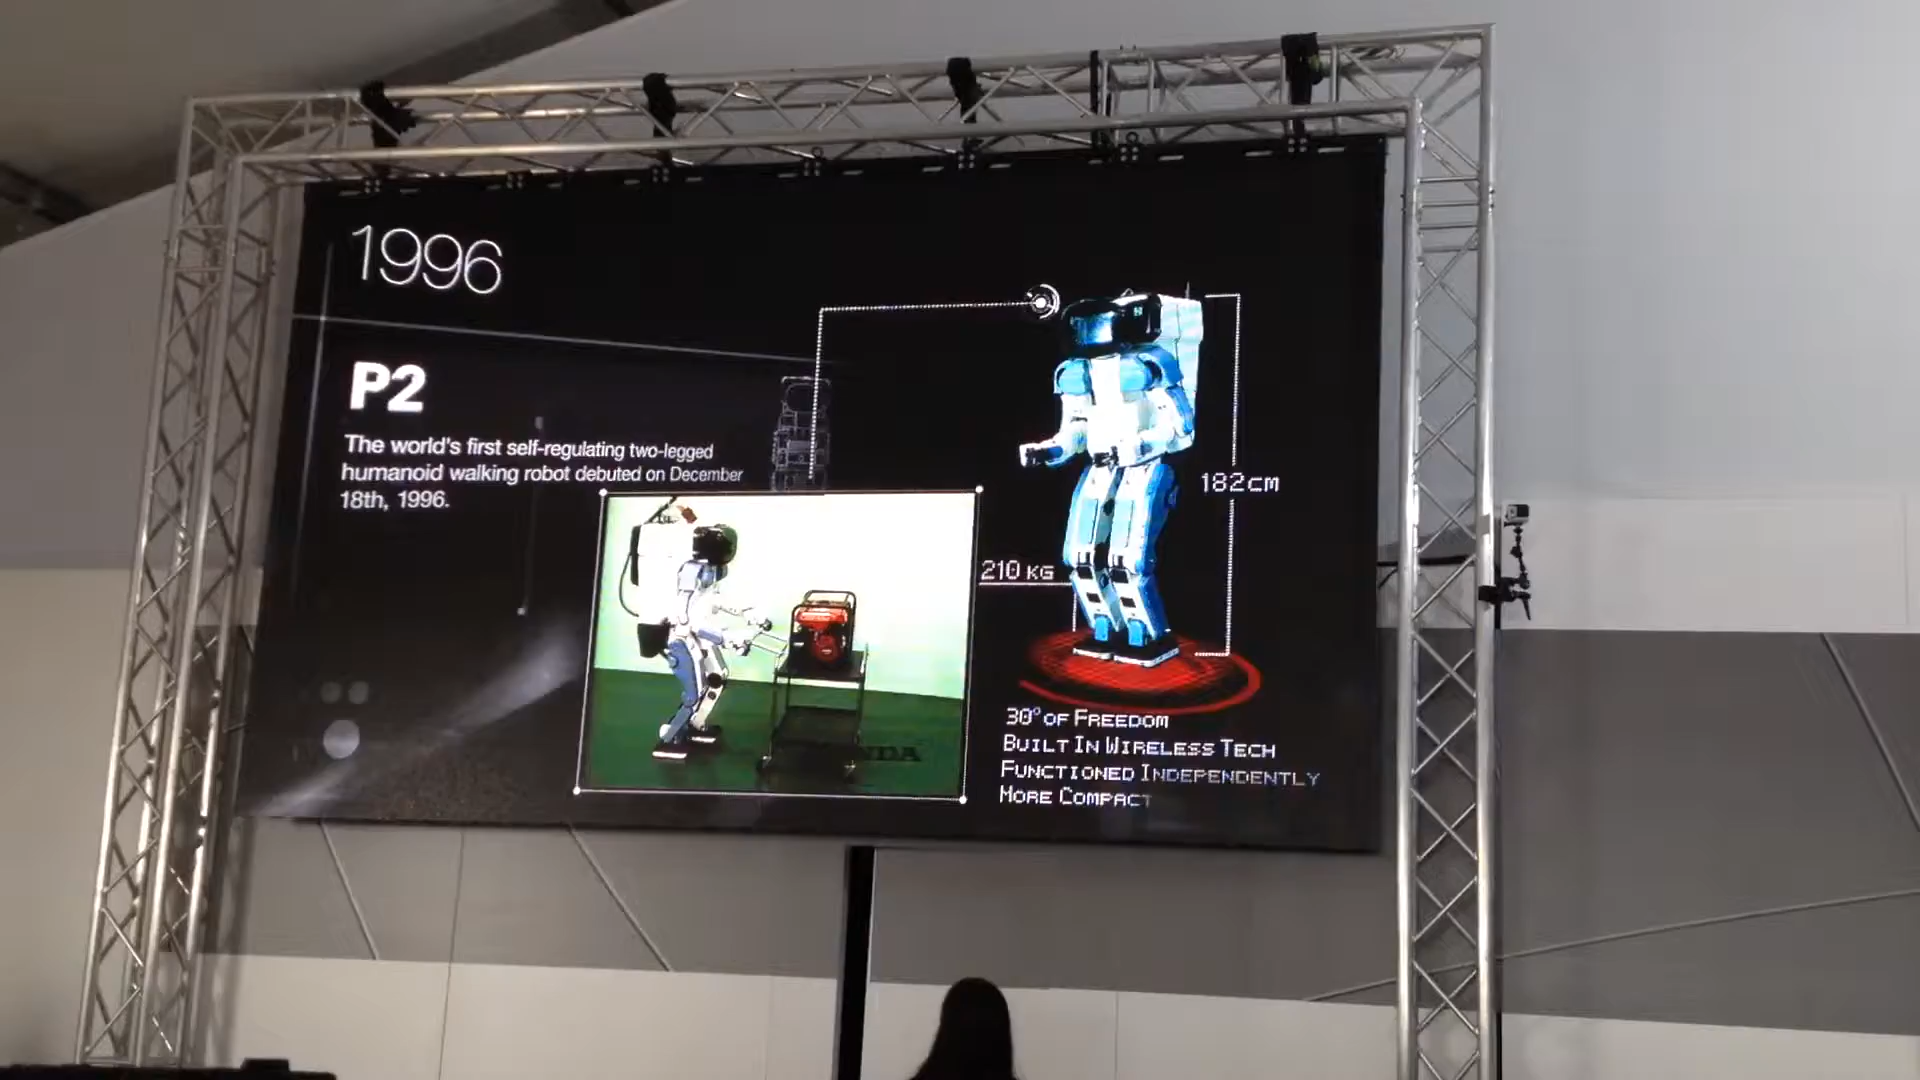 1996
P2
The world's first self-regulating two-legged
humanoid walking robot debuted on December
18th, 1996.
182cm
210 KG
30° OF FREEDOM
BUILT IN WIRELESS TECH
FUNCTIONED INDEPENDENTLY
MORE COMPACT